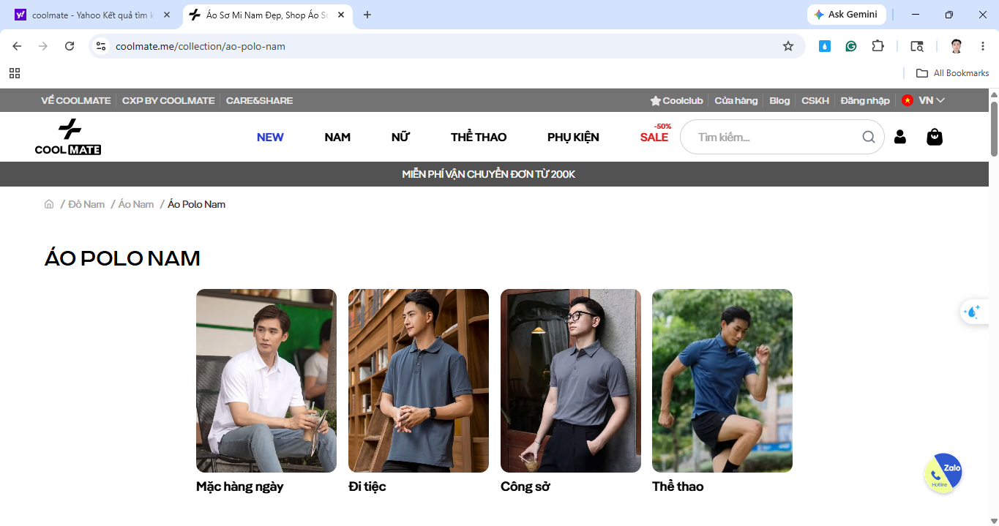 coolmate - Yahoo Kết quả tìm k
Áo Sơ Mi Nam Đẹp, Shop Áo Sơ
Ask Gemini
coolmate.me/collection/ao-polo-nam
All Bookmarks
VỀ COOLMATE CXP BY COOLMATE CARE&SHARE Coolclub Cửa hàng Blog CSKH Đăng nhập VN
COOLMATE
NEW NAM NỮ THỂ THAO PHỤ KIỆN SALE -50% Tìm kiếm...
MIỄN PHÍ VẬN CHUYỂN ĐƠN TỪ 200K
/ Đồ Nam / Áo Nam / Áo Polo Nam
ÁO POLO NAM
Zalo
Hotline
Mặc hàng ngày Đi tiệc Công sở Thể thao